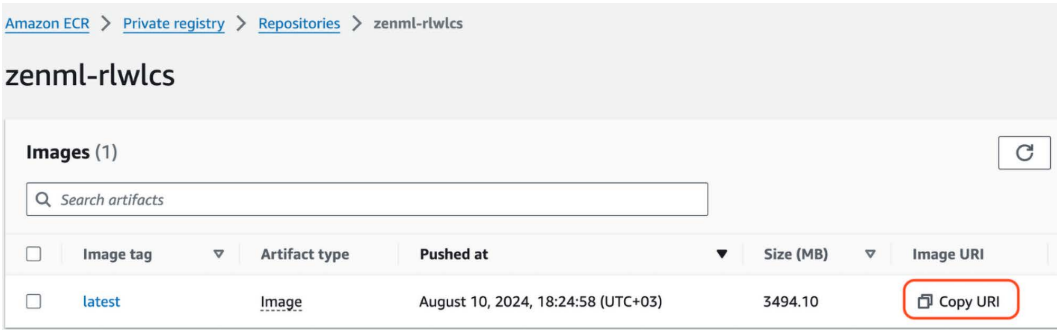 Amazon ECR > Private registry > Repositories > zenml-rlwlcs
zenml-rlwlcs
Images (1)
Search artifacts
Image tag Artifact type Pushed at Size (MB) Image URI
latest Image August 10, 2024, 18:24:58 (UTC+03) 3494.10 Copy URI